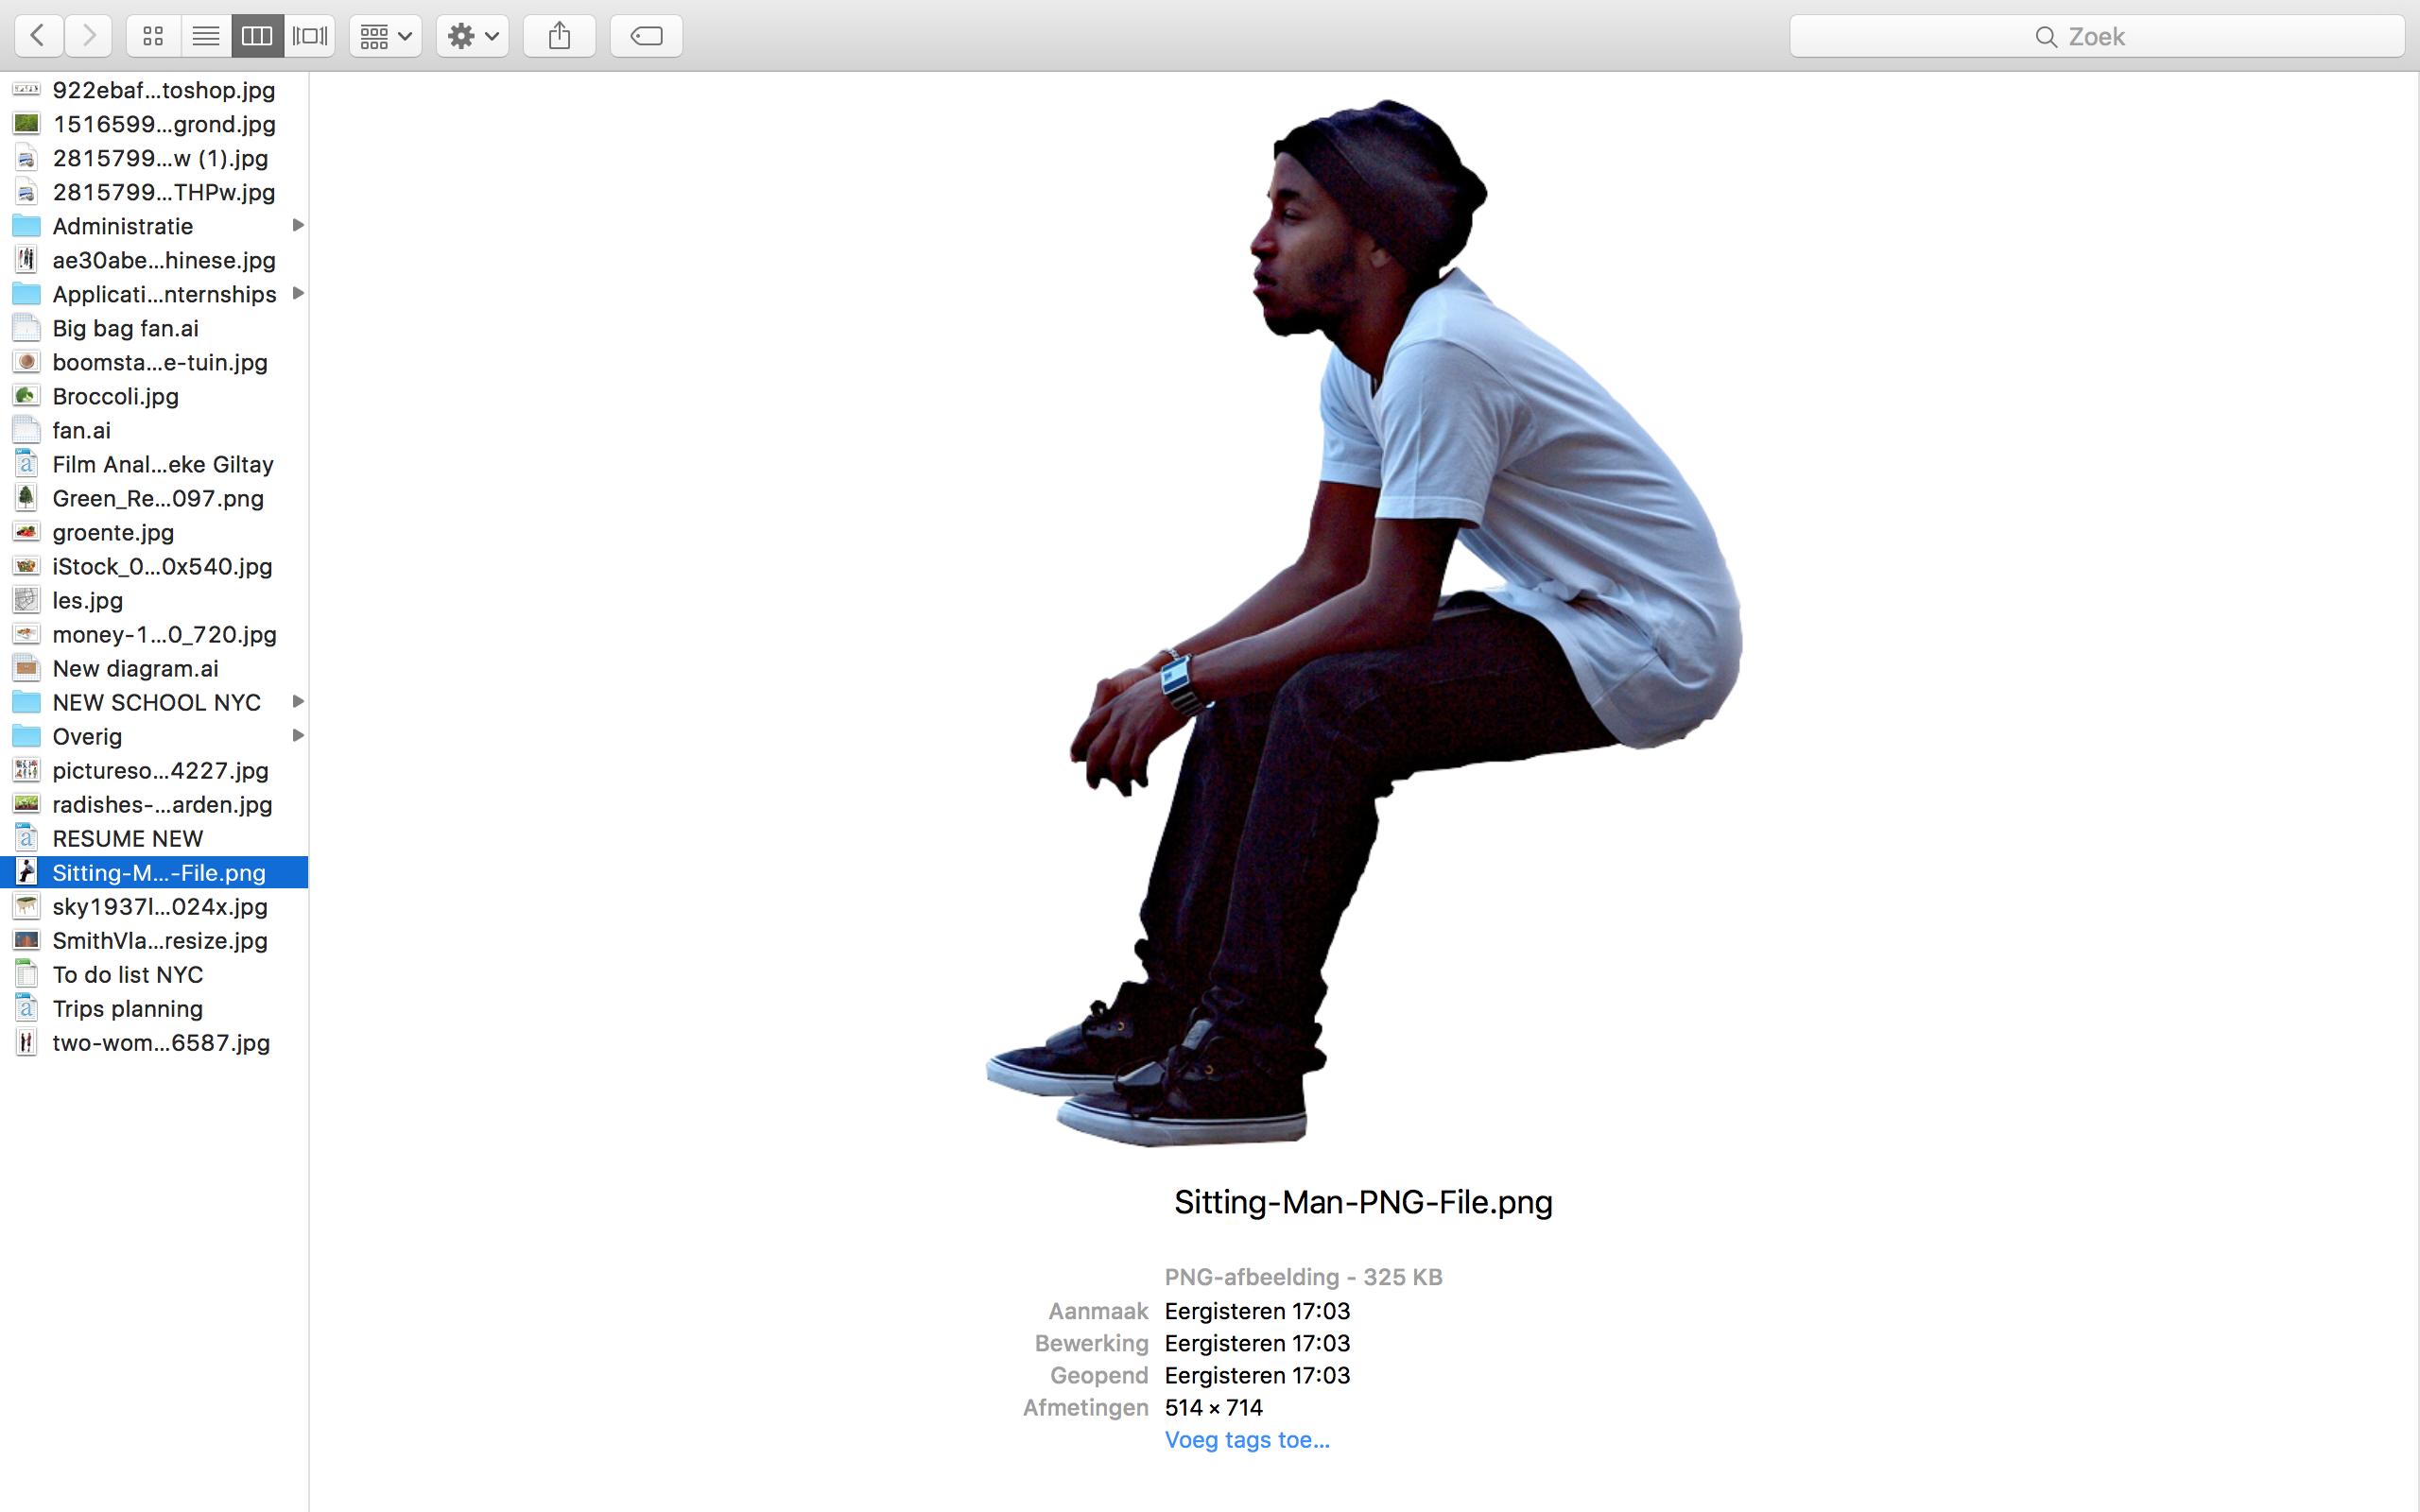 Zoek
922ebaf...toshop.jpg
1516599...grond.jpg
2815799...w (1).jpg
2815799...THPw.jpg
Administratie
ae30abe...hinese.jpg
Applicati...nternships
Big bag fan.ai
boomsta...e-tuin.jpg
Broccoli.jpg
fan.ai
Film Anal...eke Giltay
Green_Re...097.png
groente.jpg
iStock_0...0x540.jpg
les.jpg
money-1...0_720.jpg
New diagram.ai
NEW SCHOOL NYC
Overig
pictureso...4227.jpg
radishes-...arden.jpg
RESUME NEW
Sitting-M...-File.png
sky1937l...024x.jpg
SmithVla...resize.jpg
To do list NYC
Trips planning
two-wom...6587.jpg
Sitting-Man-PNG-File.png
PNG-afbeelding - 325 KB
Aanmaak Eergisteren 17:03
Bewerking Eergisteren 17:03
Geopend Eergisteren 17:03
Afmetingen 514 × 714
Voeg tags toe...